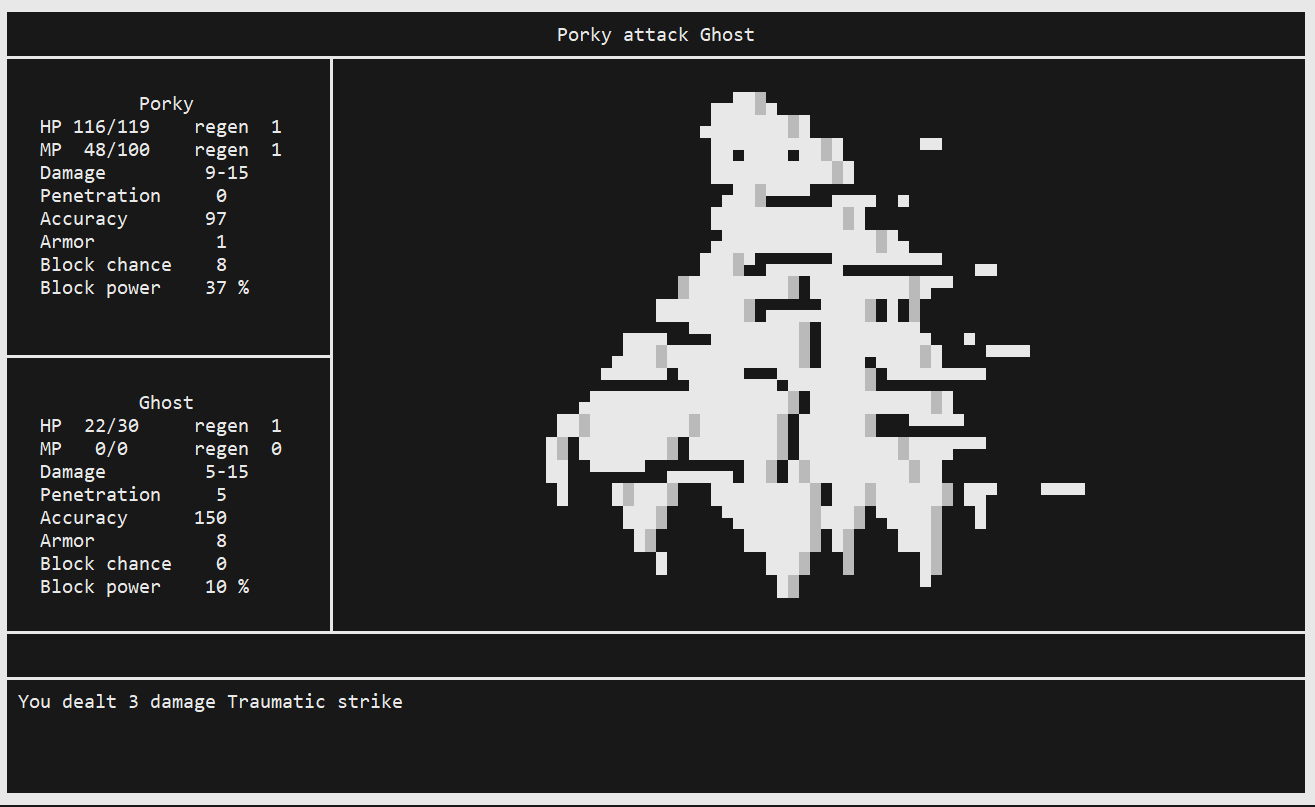 Porky attack Ghost
Porky
HP 116/119 regen 1
MP 48/100 regen 1
Damage 9-15
Penetration 0
Accuracy 97
Armor 1
Block chance 8
Block power 37 %
Ghost
HP 22/30 regen 1
MP 0/0 regen 0
Damage 5-15
Penetration 5
Accuracy 150
Armor 8
Block chance 0
Block power 10 %
You dealt 3 damage Traumatic strike